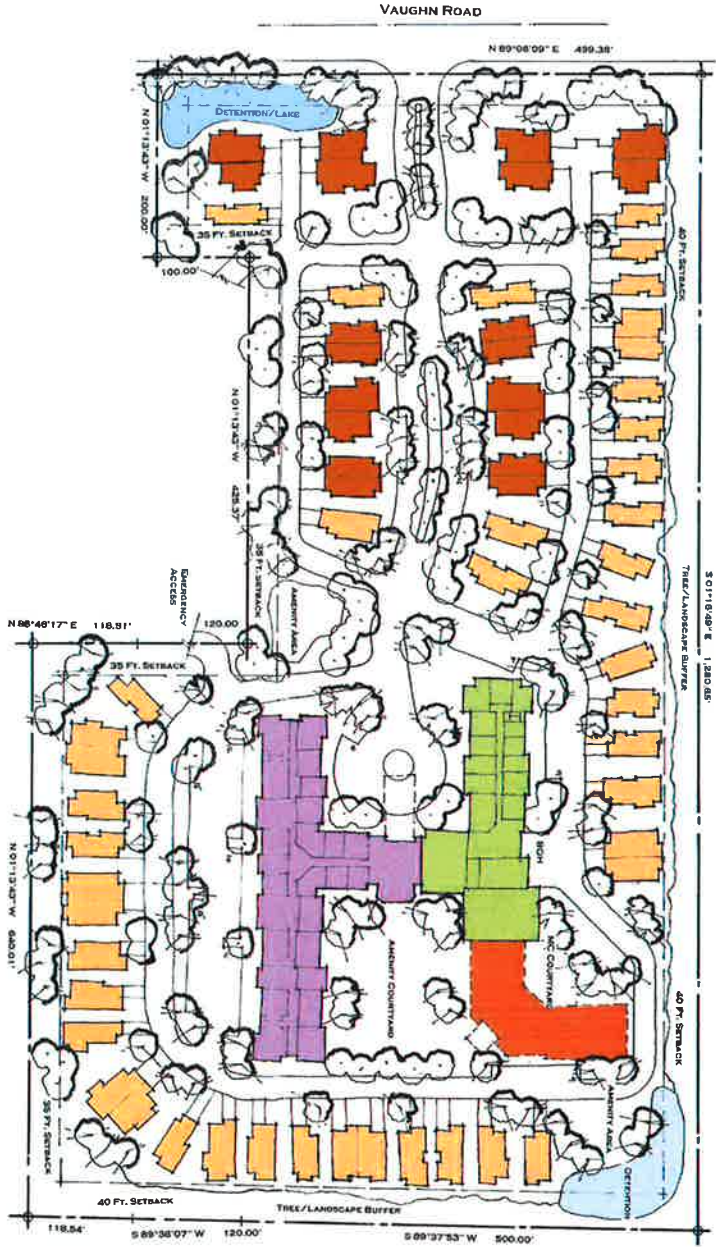 VAUGHN ROAD
N 89°08'09" E 499.38'
DETENTION/LAKE
N 01°13'43" W 200.00'
35 FT. SETBACK
100.00'
40 FT. SETBACK
N 01°13'43" W 425.37'
35 FT. SETBACK
AMENITY AREA
EMERGENCY
ACCESS
S 01°15'49" E 1,280.65'
TREE/LANDSCAPE BUFFER
N 88°46'17" E 118.91'
120.00
35 FT. SETBACK
BGH
MC COURTYARD
AMENITY COURTYARD
N 01°13'43" W 640.01'
40 FT. SETBACK
AMENITY AREA
DETENTION
35 FT. SETBACK
40 FT. SETBACK
TREE/LANDSCAPE BUFFER
118.54'
S 89°38'07" W 120.00'
S 89°37'53" W 500.00'